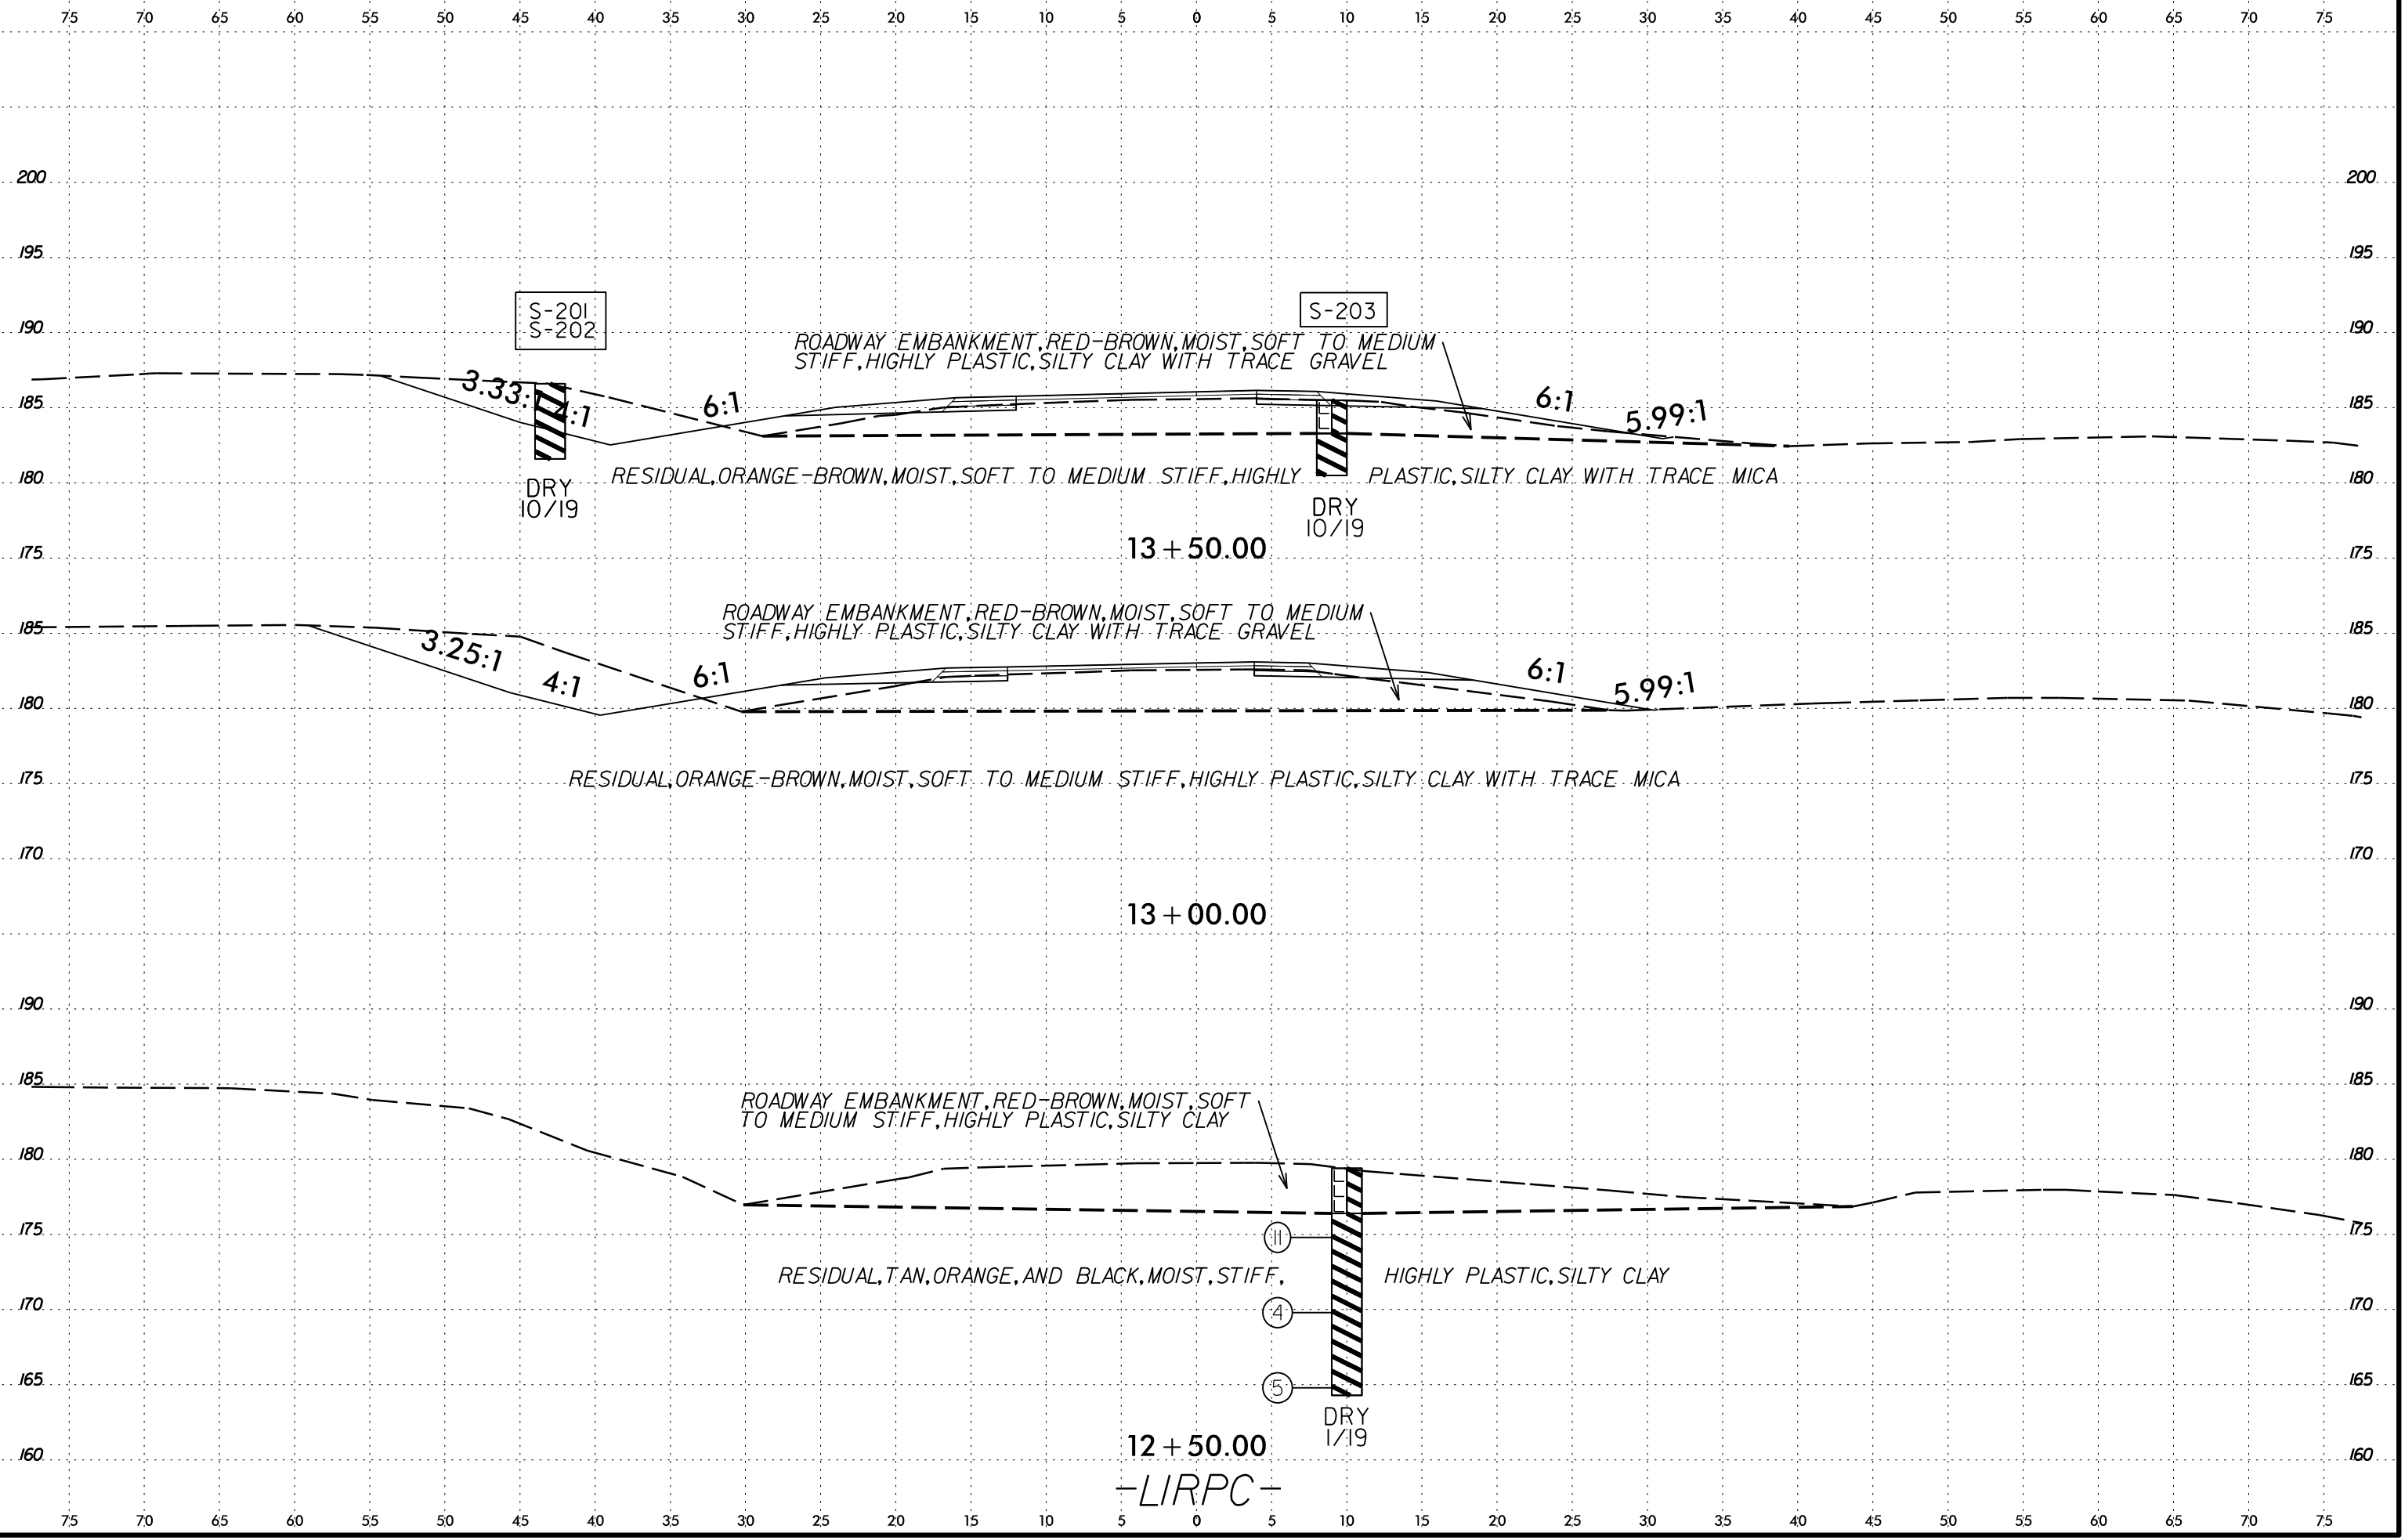 75 70 65 60 55 50 45 40 35 30 25 20 15 10 5 0 5 10 15 20 25 30 35 40 45 50 55 60 65 70 75
200 200
195 195
S-201
S-202
S-203
190 190
ROADWAY EMBANKMENT, RED-BROWN, MOIST, SOFT TO MEDIUM
STIFF, HIGHLY PLASTIC, SILTY CLAY WITH TRACE GRAVEL
3.33:1 4:1 6:1 6:1 5.99:1
185 185
RESIDUAL, ORANGE-BROWN, MOIST, SOFT TO MEDIUM STIFF, HIGHLY PLASTIC, SILTY CLAY WITH TRACE MICA
180 180
DRY
10/19
DRY
10/19
13+50.00
175 175
ROADWAY EMBANKMENT, RED-BROWN, MOIST, SOFT TO MEDIUM
STIFF, HIGHLY PLASTIC, SILTY CLAY WITH TRACE GRAVEL
185 185
3.25:1 4:1 6:1 6:1 5.99:1
180 180
RESIDUAL, ORANGE-BROWN, MOIST, SOFT TO MEDIUM STIFF, HIGHLY PLASTIC, SILTY CLAY WITH TRACE MICA
175 175
170 170
13+00.00
190 190
185 185
ROADWAY EMBANKMENT, RED-BROWN, MOIST, SOFT
TO MEDIUM STIFF, HIGHLY PLASTIC, SILTY CLAY
180 180
175 175
11
RESIDUAL, TAN, ORANGE, AND BLACK, MOIST, STIFF, HIGHLY PLASTIC, SILTY CLAY
170 170
4
165 165
5
DRY
1/19
12+50.00
160 160
-LIRPC-
75 70 65 60 55 50 45 40 35 30 25 20 15 10 5 0 5 10 15 20 25 30 35 40 45 50 55 60 65 70 75